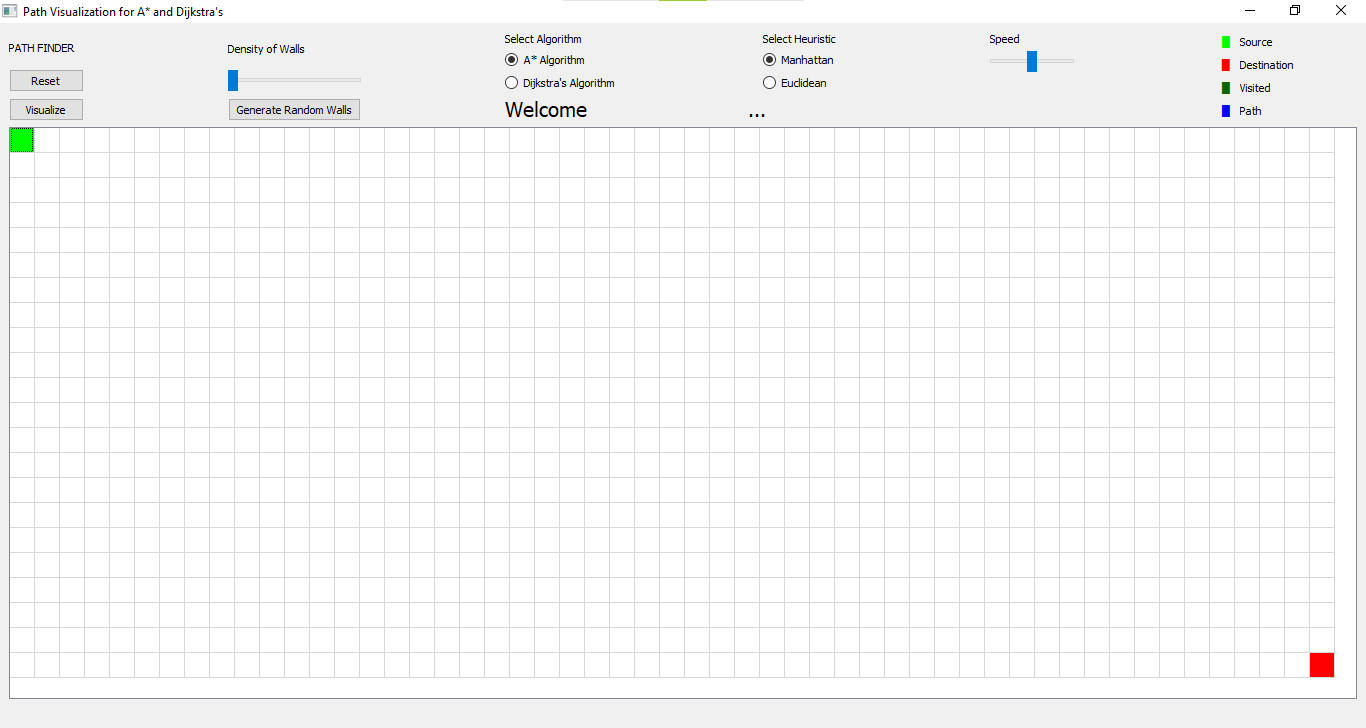 Path Visualization for A* and Dijkstra's
PATH FINDER
Reset
Visualize
Density of Walls
Generate Random Walls
Select Algorithm
A* Algorithm
Dijkstra's Algorithm
Welcome
Select Heuristic
Manhattan
Euclidean
...
Speed
Source
Destination
Visited
Path